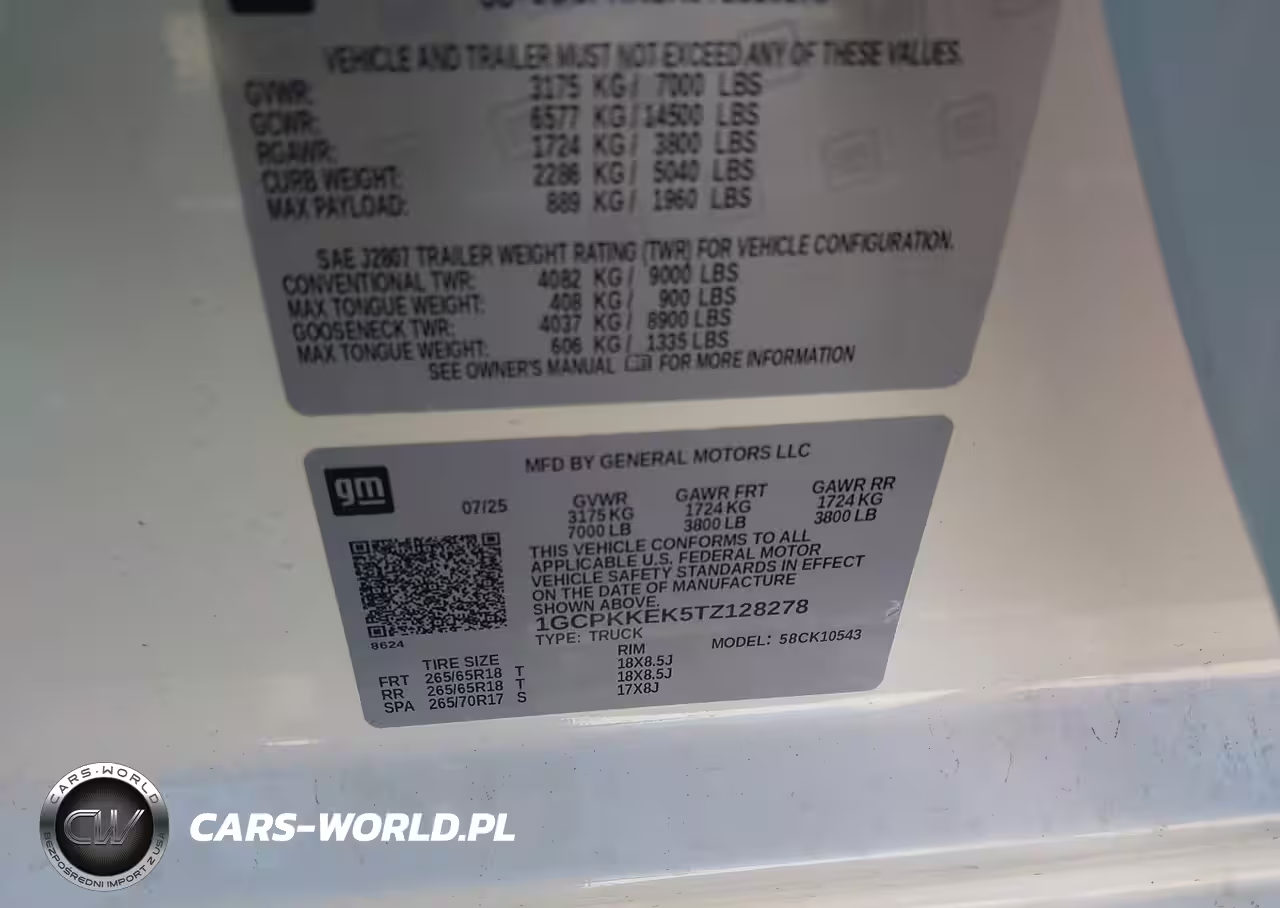 VEHICLE AND TRAILER MUST NOT EXCEED ANY OF THESE VALUES.
GVWR: 3175 KG / 7000 LBS
GCWR: 6577 KG / 14500 LBS
RGAWR: 1724 KG / 3800 LBS
CURB WEIGHT: 2286 KG / 5040 LBS
MAX PAYLOAD: 889 KG / 1960 LBS
SAE J2807 TRAILER WEIGHT RATING (TWR) FOR VEHICLE CONFIGURATION.
CONVENTIONAL TWR: 4082 KG / 9000 LBS
MAX TONGUE WEIGHT: 408 KG / 900 LBS
GOOSENECK TWR: 4037 KG / 8900 LBS
MAX TONGUE WEIGHT: 606 KG / 1335 LBS
SEE OWNER'S MANUAL FOR MORE INFORMATION
gm
MFD BY GENERAL MOTORS LLC
07/25 GVWR GAWR FRT GAWR RR
3175 KG 1724 KG 1724 KG
7000 LB 3800 LB 3800 LB
THIS VEHICLE CONFORMS TO ALL
APPLICABLE U.S. FEDERAL MOTOR
VEHICLE SAFETY STANDARDS IN EFFECT
ON THE DATE OF MANUFACTURE
SHOWN ABOVE.
1GCPKKEK5TZ128278
8624 TYPE: TRUCK MODEL: 58CK10543
TIRE SIZE RIM
FRT 265/65R18 T 18X8.5J
RR 265/65R18 T 18X8.5J
SPA 265/70R17 S 17X8J
CARS-WORLD
CW
BEZPOŚREDNI IMPORT Z USA
CARS-WORLD.PL